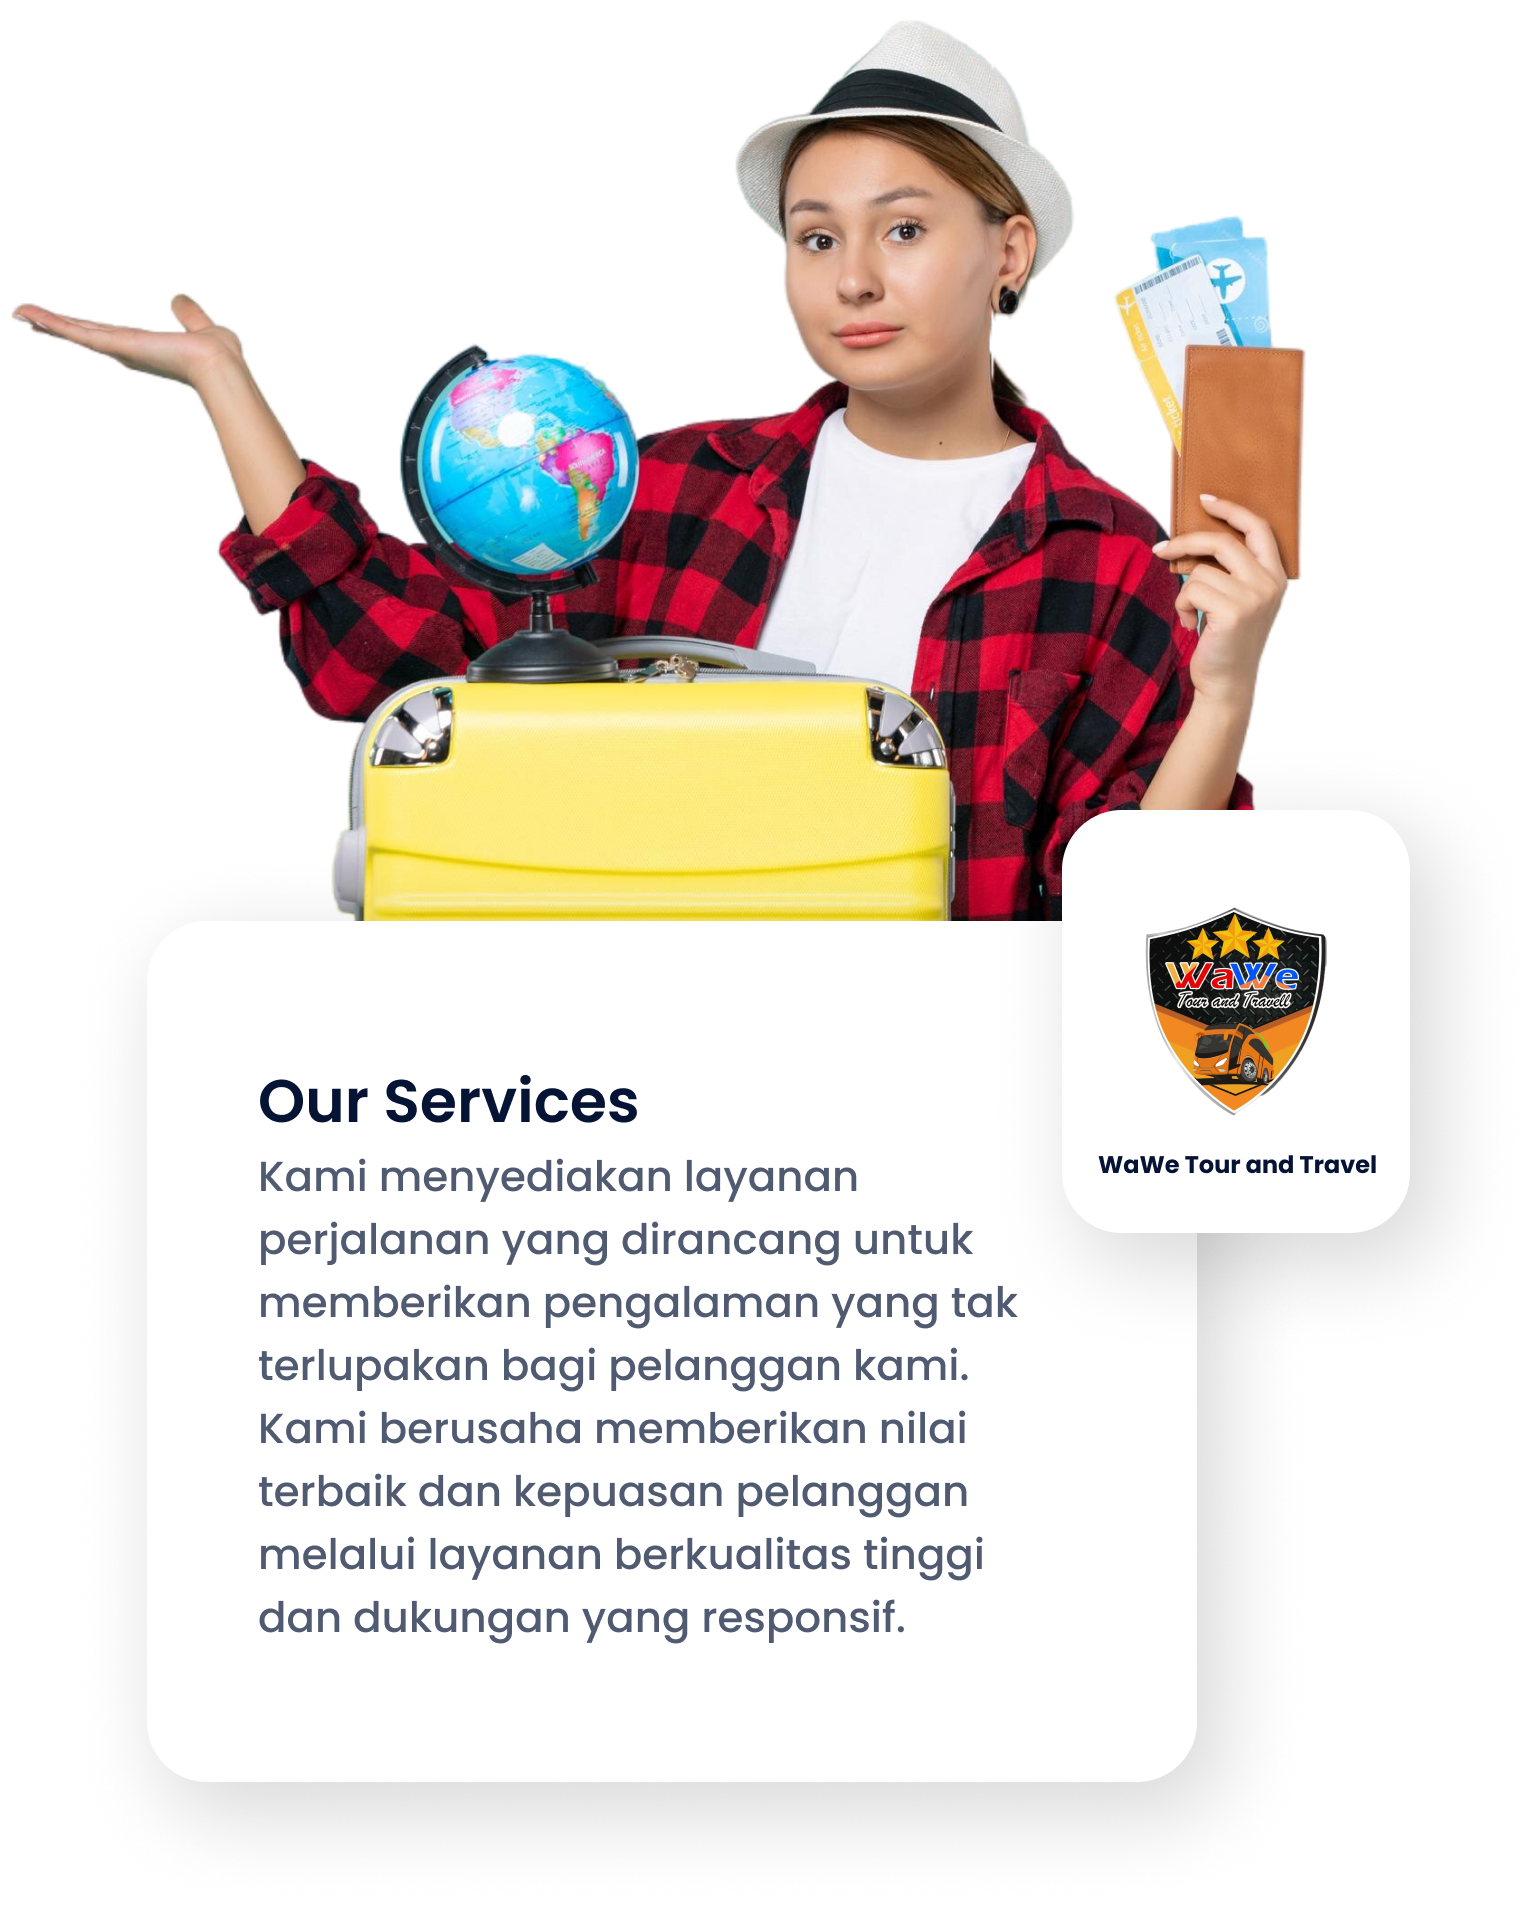 WaWe
Tour and Travell
WaWe Tour and Travel
Our Services
Kami menyediakan layanan
perjalanan yang dirancang untuk
memberikan pengalaman yang tak
terlupakan bagi pelanggan kami.
Kami berusaha memberikan nilai
terbaik dan kepuasan pelanggan
melalui layanan berkualitas tinggi
dan dukungan yang responsif.